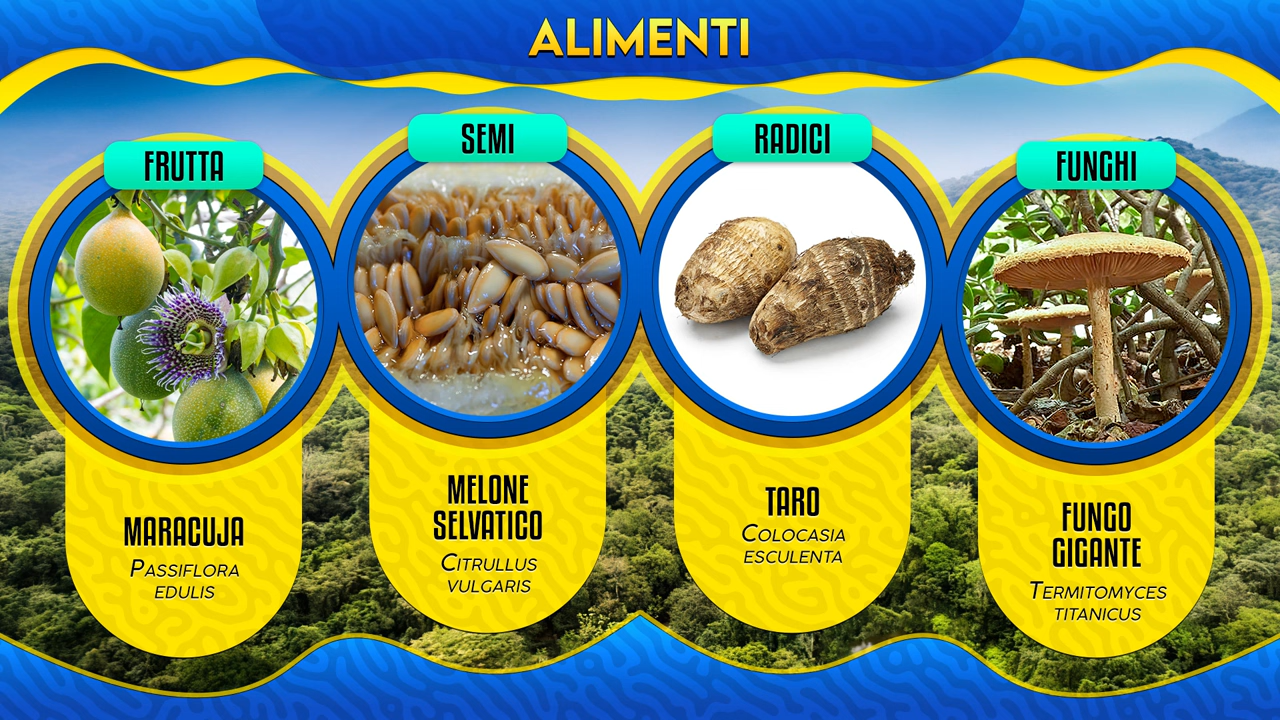 ALIMENTI
FRUTTA
MARACUJA
PASSIFLORA
EDULIS
SEMI
MELONE
SELVATICO
CITRULLUS
VULGARIS
RADICI
TARO
COLOCASIA
ESCULENTA
FUNGHI
FUNGO
GIGANTE
TERMITOMYCES
TITANICUS